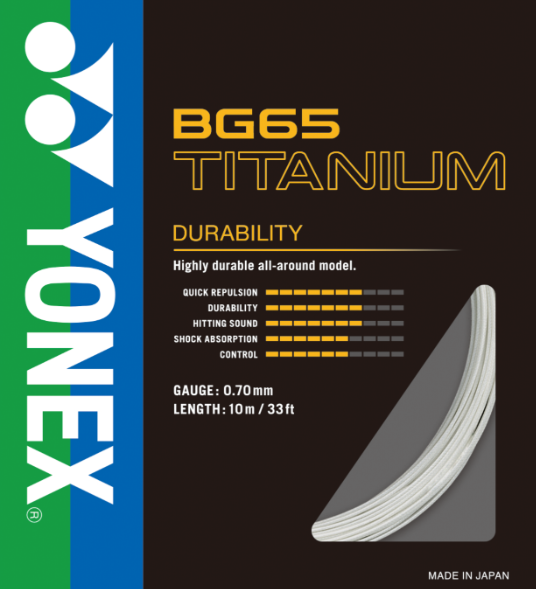 YONEX®
BG65
TITANIUM
DURABILITY
Highly durable all-around model.
QUICK REPULSION
DURABILITY
HITTING SOUND
SHOCK ABSORPTION
CONTROL
GAUGE: 0.70mm
LENGTH: 10m / 33ft
MADE IN JAPAN